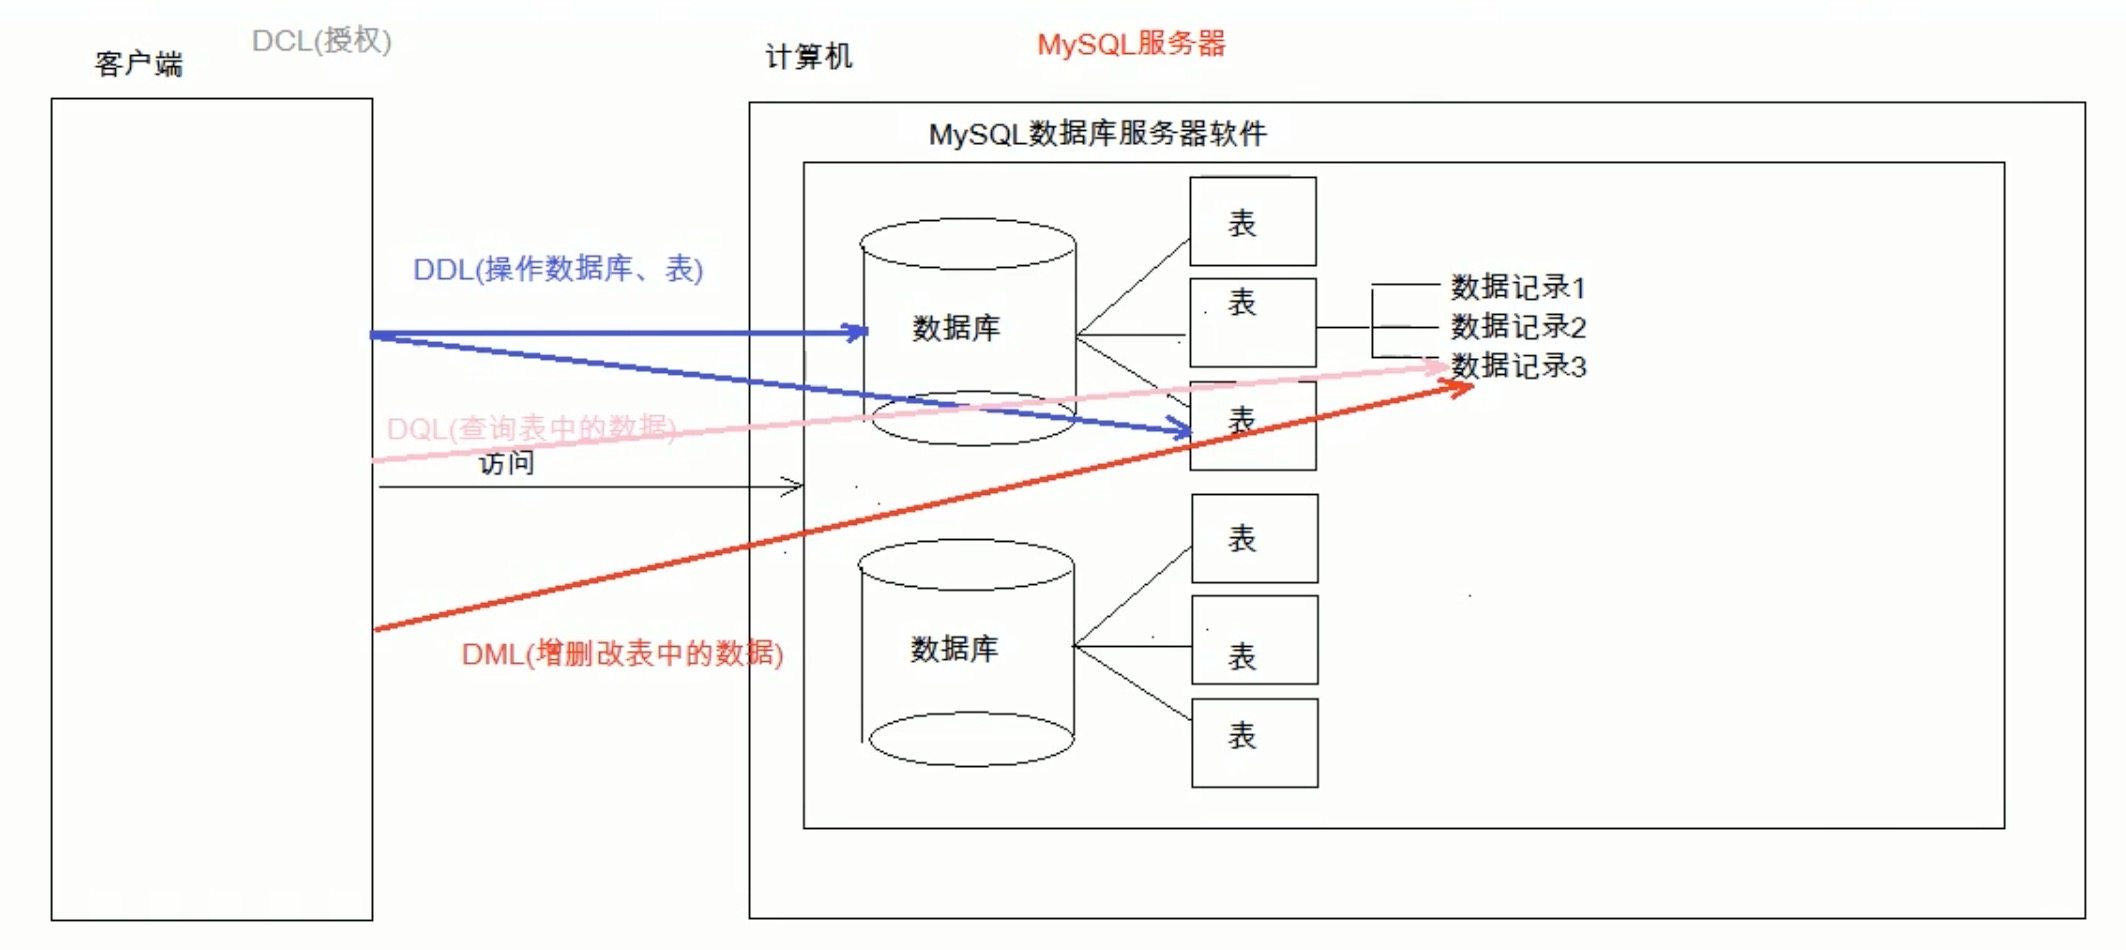 DCL(授权)
客户端
计算机
MySQL服务器
MySQL数据库服务器软件
DDL(操作数据库、表)
数据库
表
表
表
数据记录1
数据记录2
数据记录3
DQL(查询表中的数据)
访问
DML(增删改表中的数据)
数据库
表
表
表